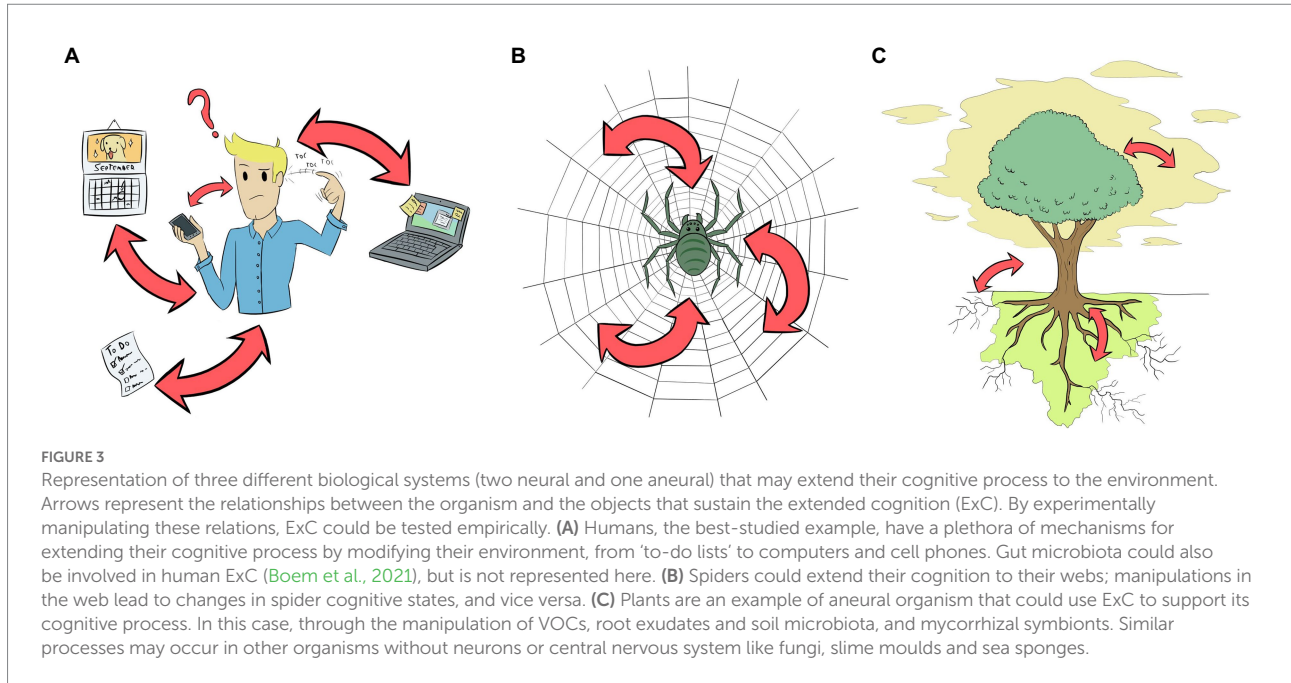 A
B
C
?
TOC
TOC
TOC
SEPTEMBER
TO DO
FIGURE 3
Representation of three different biological systems (two neural and one aneural) that may extend their cognitive process to the environment.
Arrows represent the relationships between the organism and the objects that sustain the extended cognition (ExC). By experimentally
manipulating these relations, ExC could be tested empirically. (A) Humans, the best-studied example, have a plethora of mechanisms for
extending their cognitive process by modifying their environment, from ‘to-do lists’ to computers and cell phones. Gut microbiota could also
be involved in human ExC (Boem et al., 2021), but is not represented here. (B) Spiders could extend their cognition to their webs; manipulations in
the web lead to changes in spider cognitive states, and vice versa. (C) Plants are an example of aneural organism that could use ExC to support its
cognitive process. In this case, through the manipulation of VOCs, root exudates and soil microbiota, and mycorrhizal symbionts. Similar
processes may occur in other organisms without neurons or central nervous system like fungi, slime moulds and sea sponges.